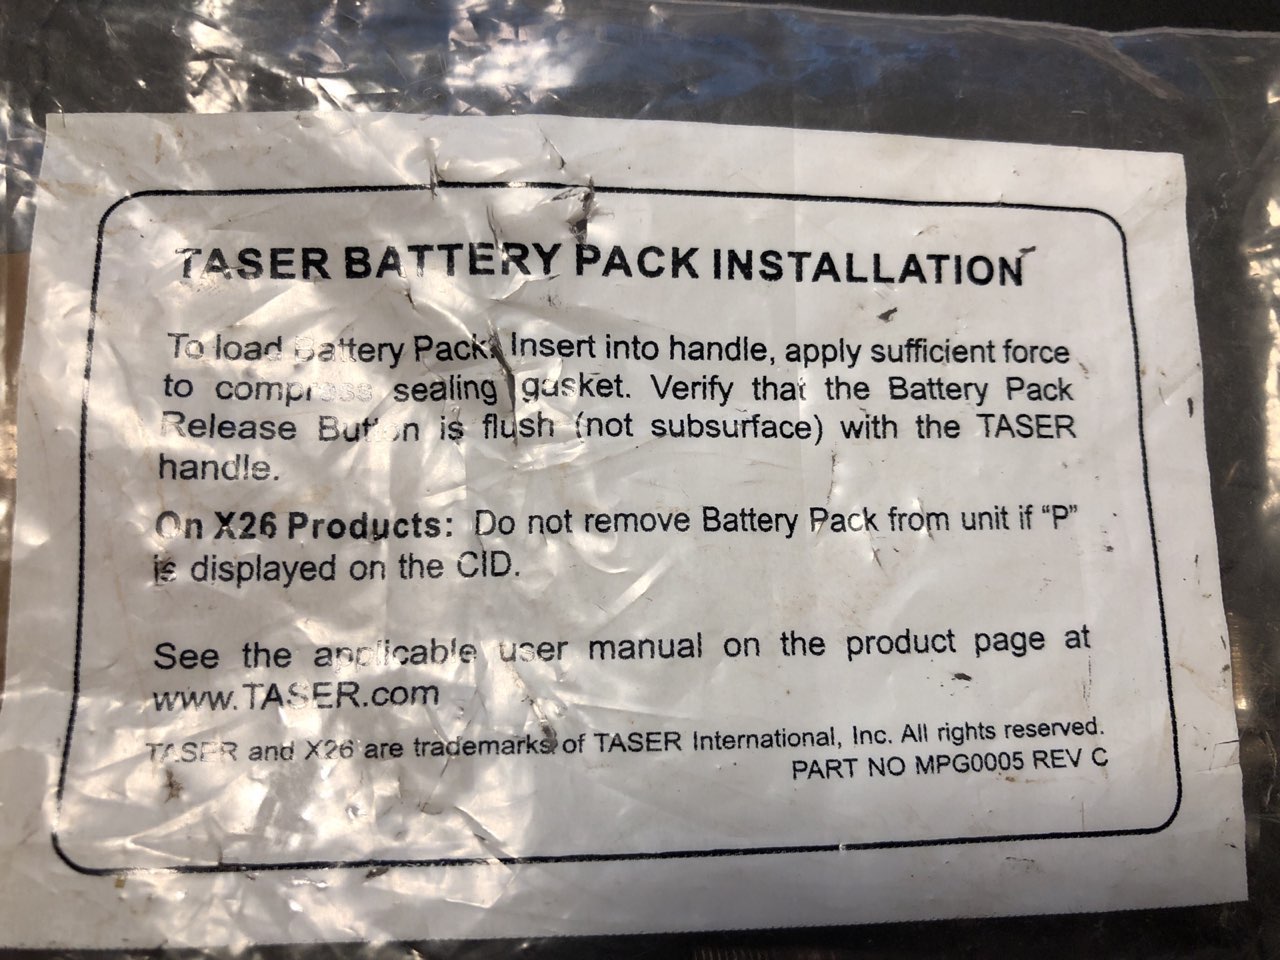 TASER BATTERY PACK INSTALLATION
To load Battery Pack: Insert into handle, apply sufficient force
to compress sealing gasket. Verify that the Battery Pack
Release Button is flush (not subsurface) with the TASER
handle.
On X26 Products: Do not remove Battery Pack from unit if “P”
is displayed on the CID.
See the applicable user manual on the product page at
www.TASER.com
TASER and X26 are trademarks of TASER International, Inc. All rights reserved.
PART NO MPG0005 REV C